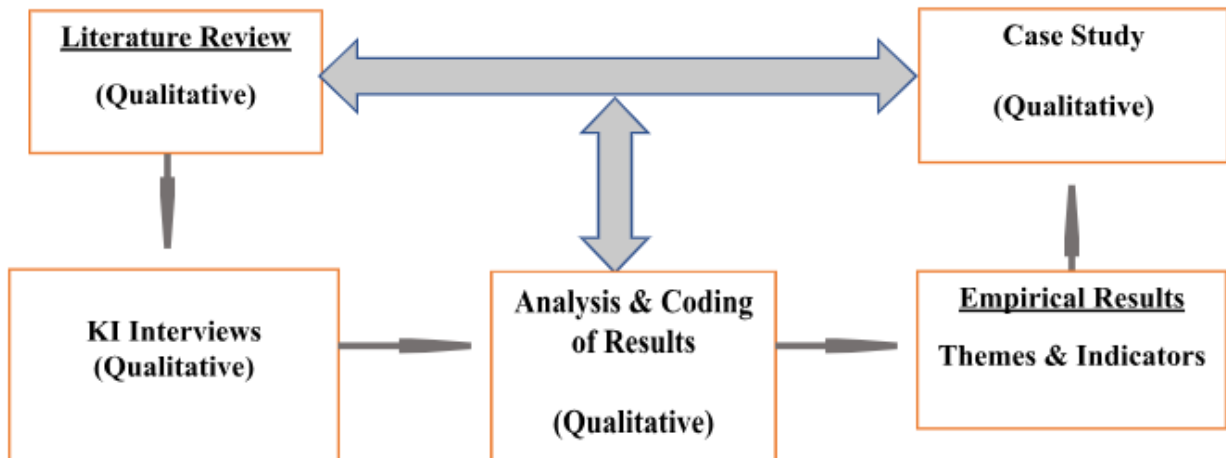 Literature Review
(Qualitative)
Case Study
(Qualitative)
KI Interviews
(Qualitative)
Analysis & Coding
of Results
(Qualitative)
Empirical Results
Themes & Indicators